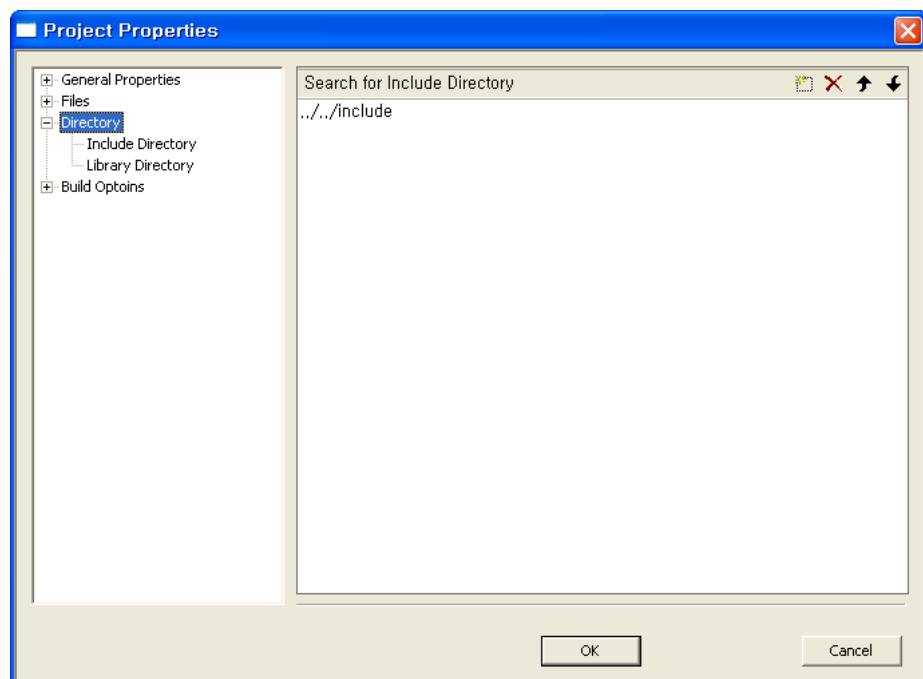 Project Properties
General Properties
Files
Directory
Include Directory
Library Directory
Build Optoins
Search for Include Directory
../../include
OK
Cancel